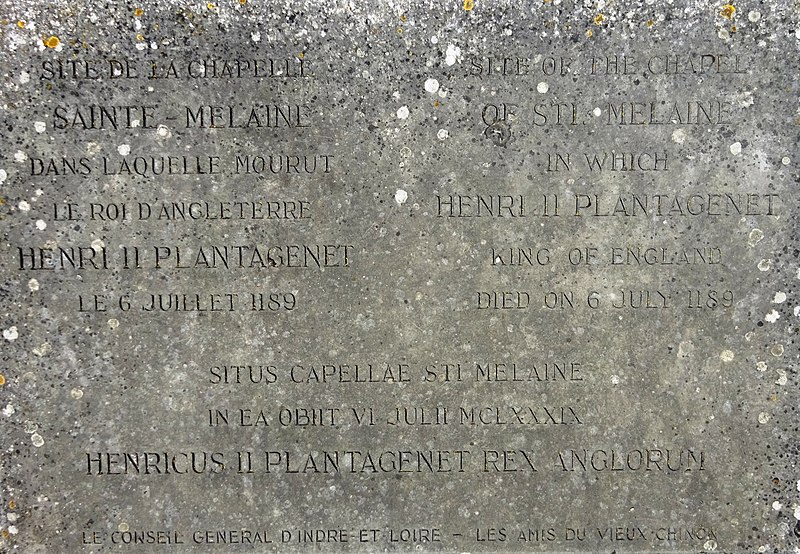 SITE DE LA CHAPELLE
SAINTE-MELAINE
DANS LAQUELLE MOURUT
LE ROI D'ANGLETERRE
HENRI II PLANTAGENET
LE 6 JUILLET 1189
SITE OF THE CHAPEL
OF STE. MELAINE
IN WHICH
HENRI II PLANTAGENET
KING OF ENGLAND
DIED ON 6 JULY 1189
SITUS CAPELLAE STI MELAINE
IN EA OBIIT VI JULII MCLXXXIX
HENRICUS II PLANTAGENET REX ANGLORUM
LE CONSEIL GENERAL D'INDRE-ET-LOIRE - LES AMIS DU VIEUX-CHINON